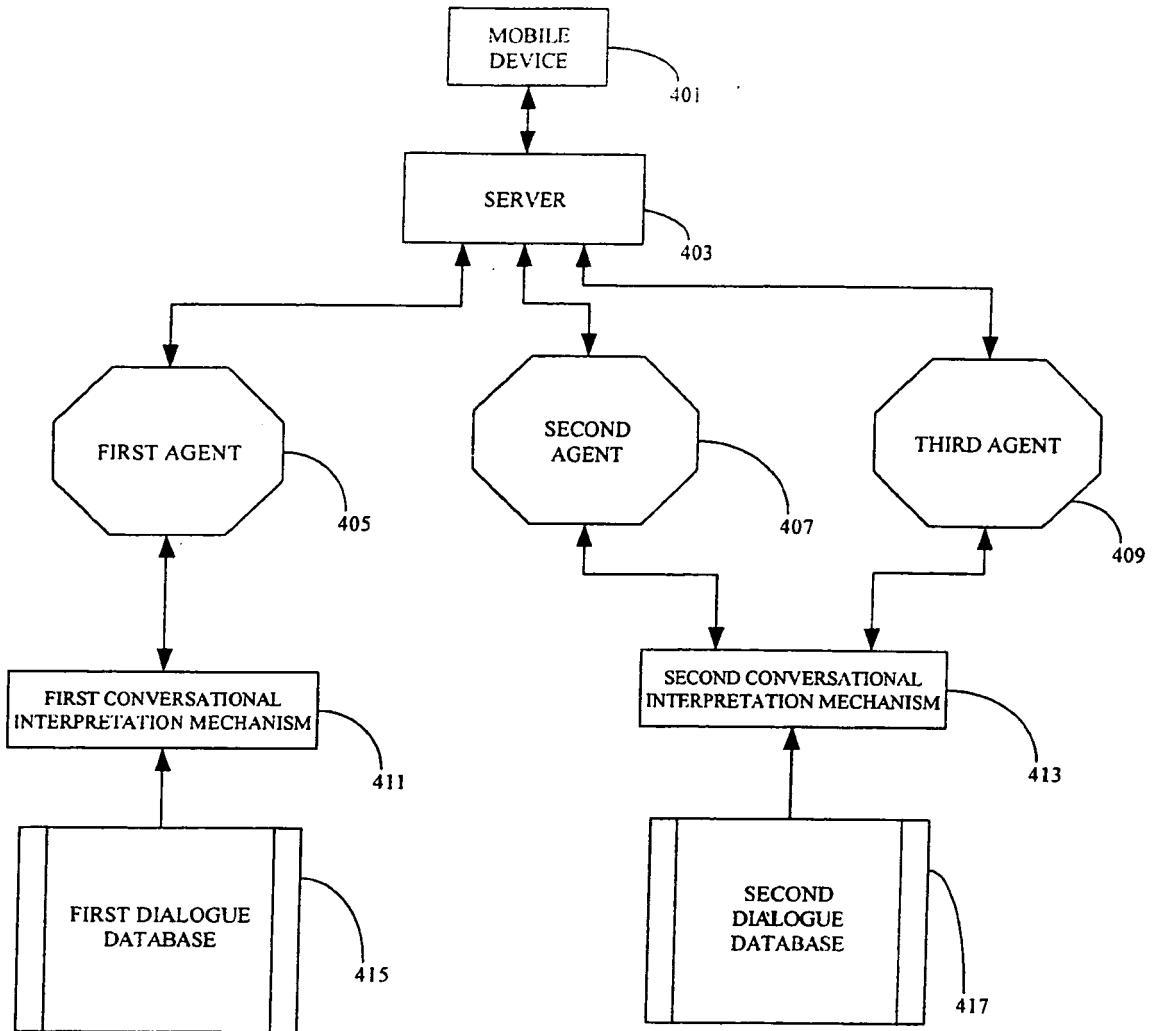 MOBILE
DEVICE
401
SERVER
403
FIRST AGENT
405
SECOND
AGENT
407
THIRD AGENT
409
FIRST CONVERSATIONAL
INTERPRETATION MECHANISM
411
SECOND CONVERSATIONAL
INTERPRETATION MECHANISM
413
FIRST DIALOGUE
DATABASE
415
SECOND
DIALOGUE
DATABASE
417